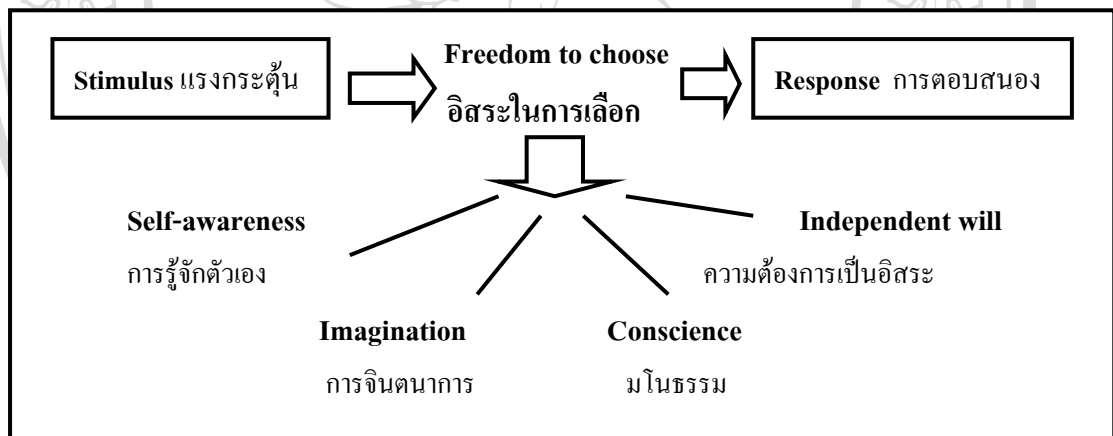 Stimulus แรงกระตุ้น
Freedom to choose
อิสระในการเลือก
Response การตอบสนอง
Self-awareness
การรู้จักตัวเอง
Independent will
ความต้องการเป็นอิสระ
Imagination
การจินตนาการ
Conscience
มโนธรรม